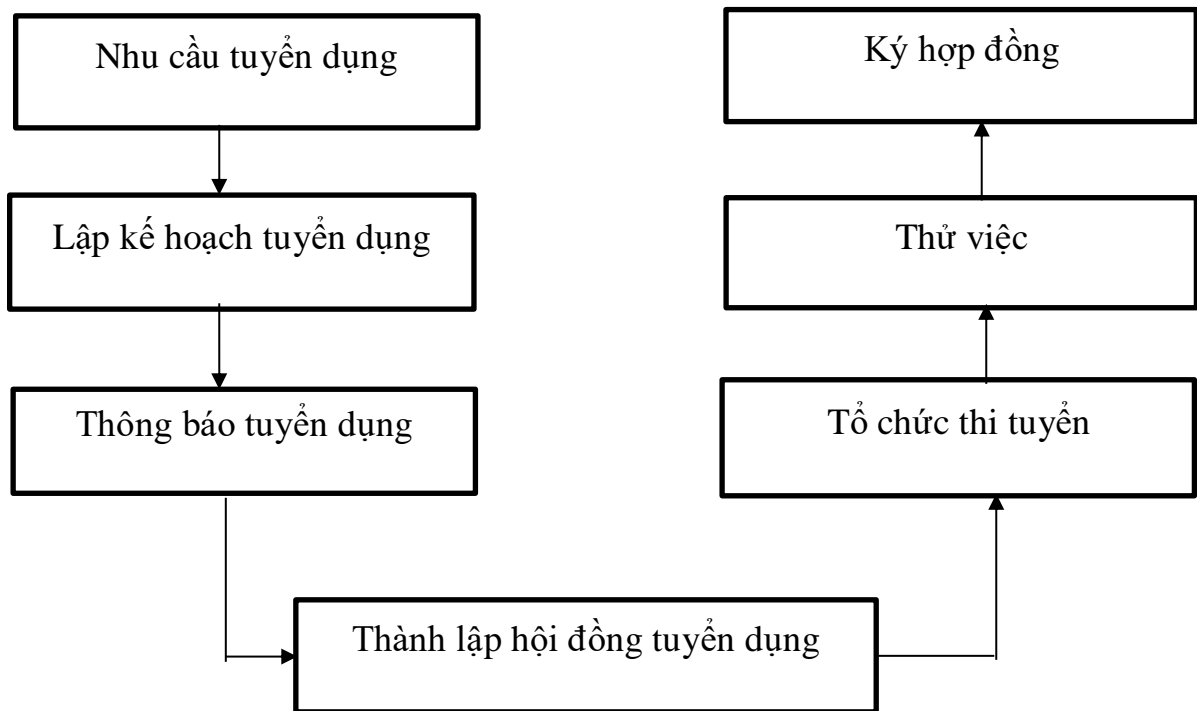 Nhu cầu tuyển dụng
Lập kế hoạch tuyển dụng
Thông báo tuyển dụng
Thành lập hội đồng tuyển dụng
Tổ chức thi tuyển
Thử việc
Ký hợp đồng